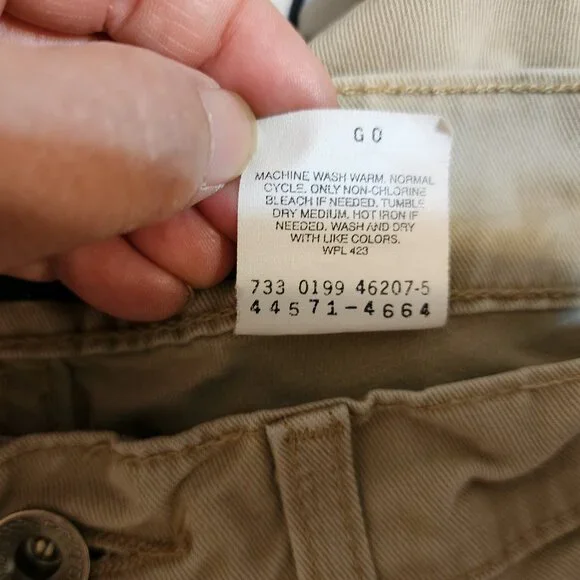 G O
MACHINE WASH WARM. NORMAL
CYCLE. ONLY NON-CHLORINE
BLEACH IF NEEDED. TUMBLE
DRY MEDIUM. HOT IRON IF
NEEDED. WASH AND DRY
WITH LIKE COLORS.
WPL 423
733 0199 46207-5
44571-4664